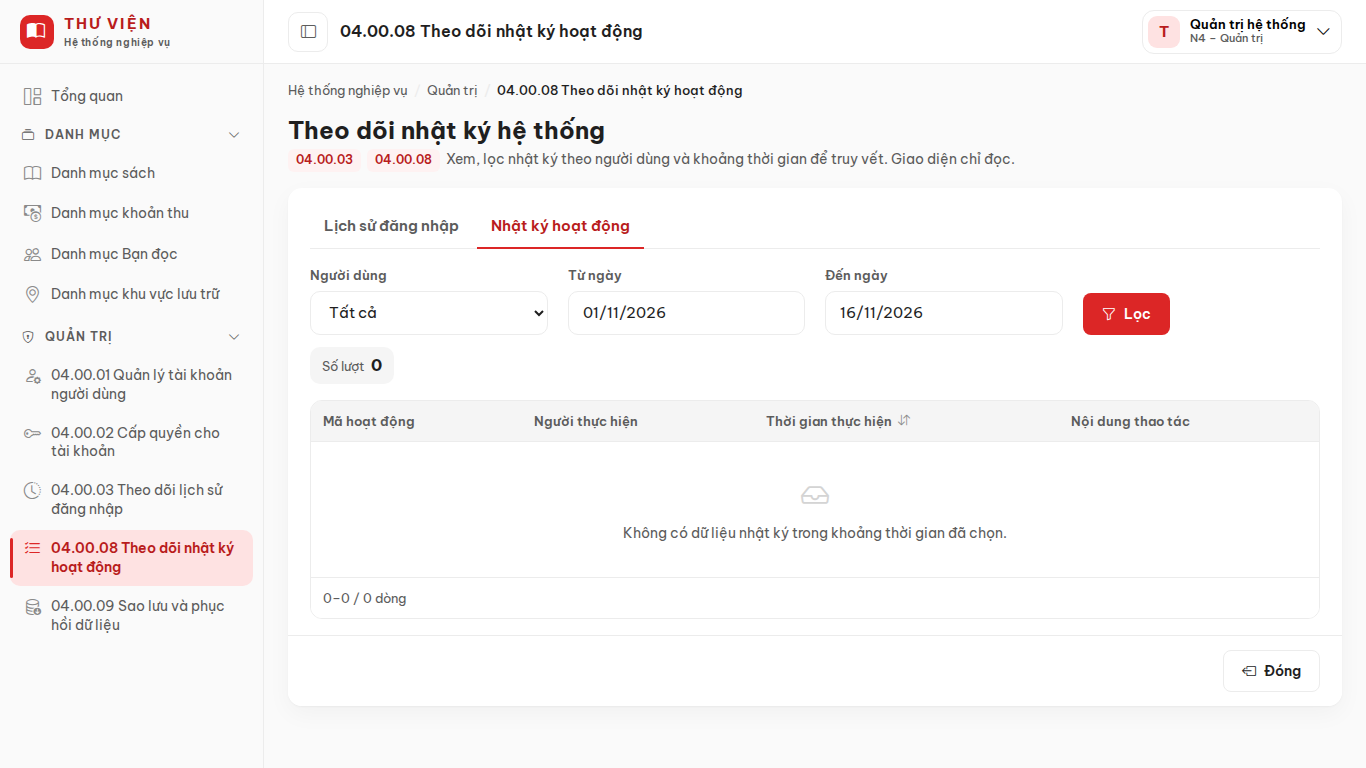 THƯ VIỆN
Hệ thống nghiệp vụ
04.00.08 Theo dõi nhật ký hoạt động
T
Quản trị hệ thống
N4 – Quản trị
Tổng quan
DANH MỤC
Danh mục sách
Danh mục khoản thu
Danh mục Bạn đọc
Danh mục khu vực lưu trữ
QUẢN TRỊ
04.00.01 Quản lý tài khoản
người dùng
04.00.02 Cấp quyền cho
tài khoản
04.00.03 Theo dõi lịch sử
đăng nhập
04.00.08 Theo dõi nhật ký
hoạt động
04.00.09 Sao lưu và phục
hồi dữ liệu
Hệ thống nghiệp vụ / Quản trị / 04.00.08 Theo dõi nhật ký hoạt động
Theo dõi nhật ký hệ thống
04.00.03 04.00.08 Xem, lọc nhật ký theo người dùng và khoảng thời gian để truy vết. Giao diện chỉ đọc.
Lịch sử đăng nhập Nhật ký hoạt động
Người dùng Từ ngày Đến ngày
Tất cả 01/11/2026 16/11/2026 Lọc
Số lượt 0
Mã hoạt động Người thực hiện Thời gian thực hiện Nội dung thao tác
Không có dữ liệu nhật ký trong khoảng thời gian đã chọn.
0–0 / 0 dòng
Đóng